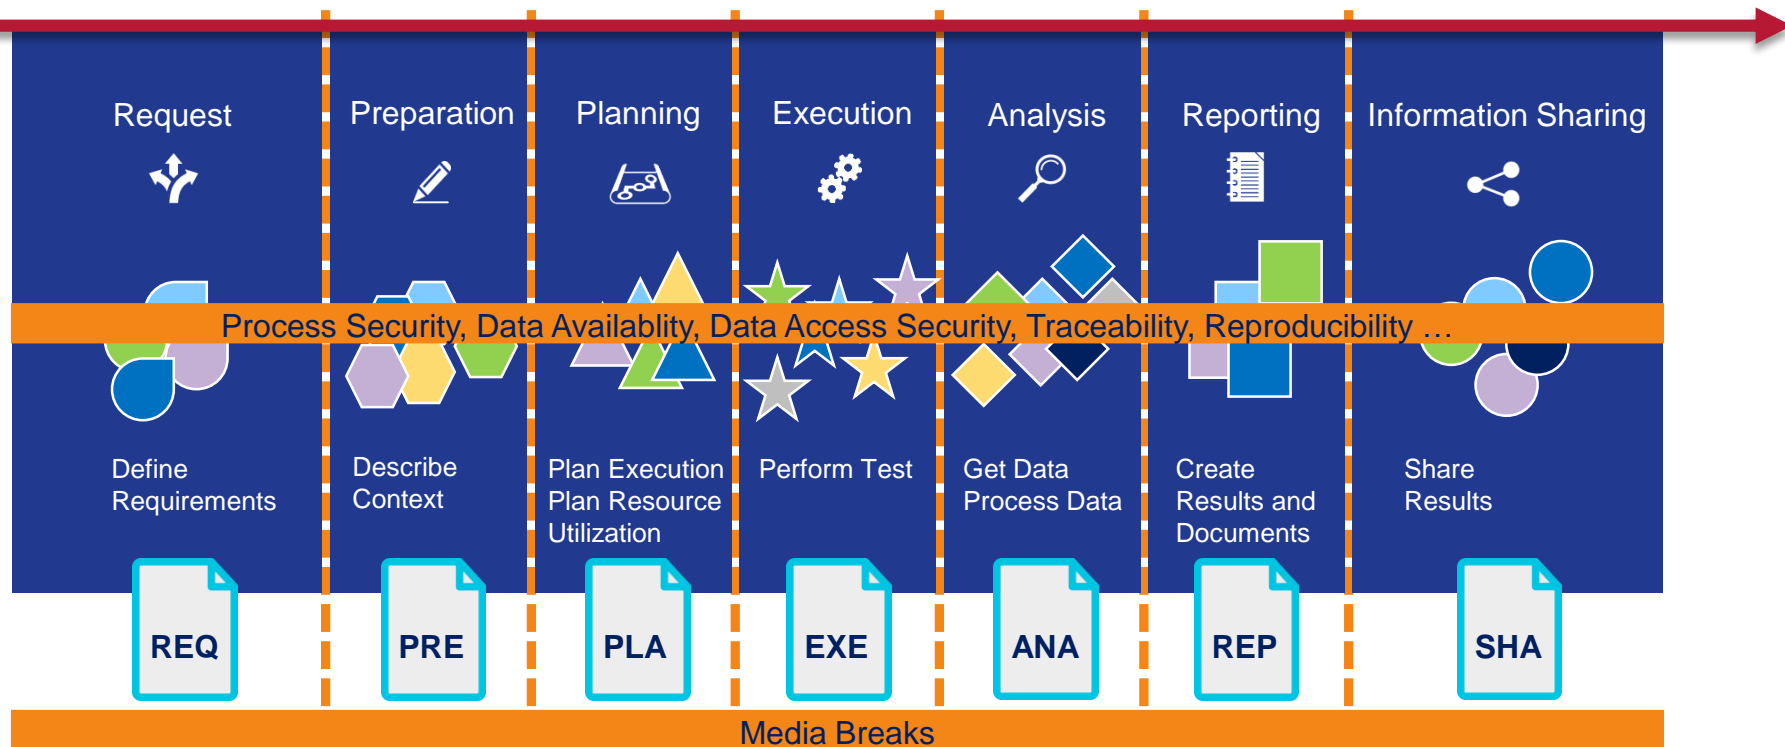 Request
Preparation
Planning
Execution
Analysis
Reporting
Information Sharing
Process Security, Data Availablity, Data Access Security, Traceability, Reproducibility ...
Define
Requirements
Describe
Context
Plan Execution
Plan Resource
Utilization
Perform Test
Get Data
Process Data
Create
Results and
Documents
Share
Results
REQ
PRE
PLA
EXE
ANA
REP
SHA
Media Breaks